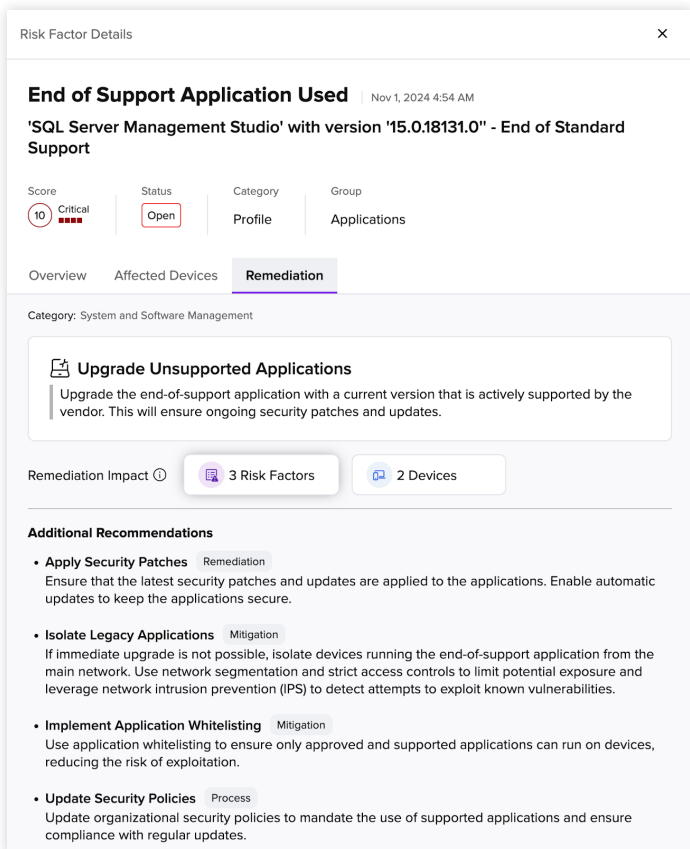 Risk Factor Details
End of Support Application Used
Nov 1, 2024 4:54 AM
'SQL Server Management Studio' with version '15.0.18131.0'' - End of Standard
Support
Score
Status
Category
Group
10
Critical
Open
Profile
Applications
Overview
Affected Devices
Remediation
Category: System and Software Management
Upgrade Unsupported Applications
Upgrade the end-of-support application with a current version that is actively supported by the
vendor. This will ensure ongoing security patches and updates.
Remediation Impact
3 Risk Factors
2 Devices
Additional Recommendations
• Apply Security Patches Remediation
Ensure that the latest security patches and updates are applied to the applications. Enable automatic
updates to keep the applications secure.
• Isolate Legacy Applications Mitigation
If immediate upgrade is not possible, isolate devices running the end-of-support application from the
main network. Use network segmentation and strict access controls to limit potential exposure and
leverage network intrusion prevention (IPS) to detect attempts to exploit known vulnerabilities.
• Implement Application Whitelisting Mitigation
Use application whitelisting to ensure only approved and supported applications can run on devices,
reducing the risk of exploitation.
• Update Security Policies Process
Update organizational security policies to mandate the use of supported applications and ensure
compliance with regular updates.